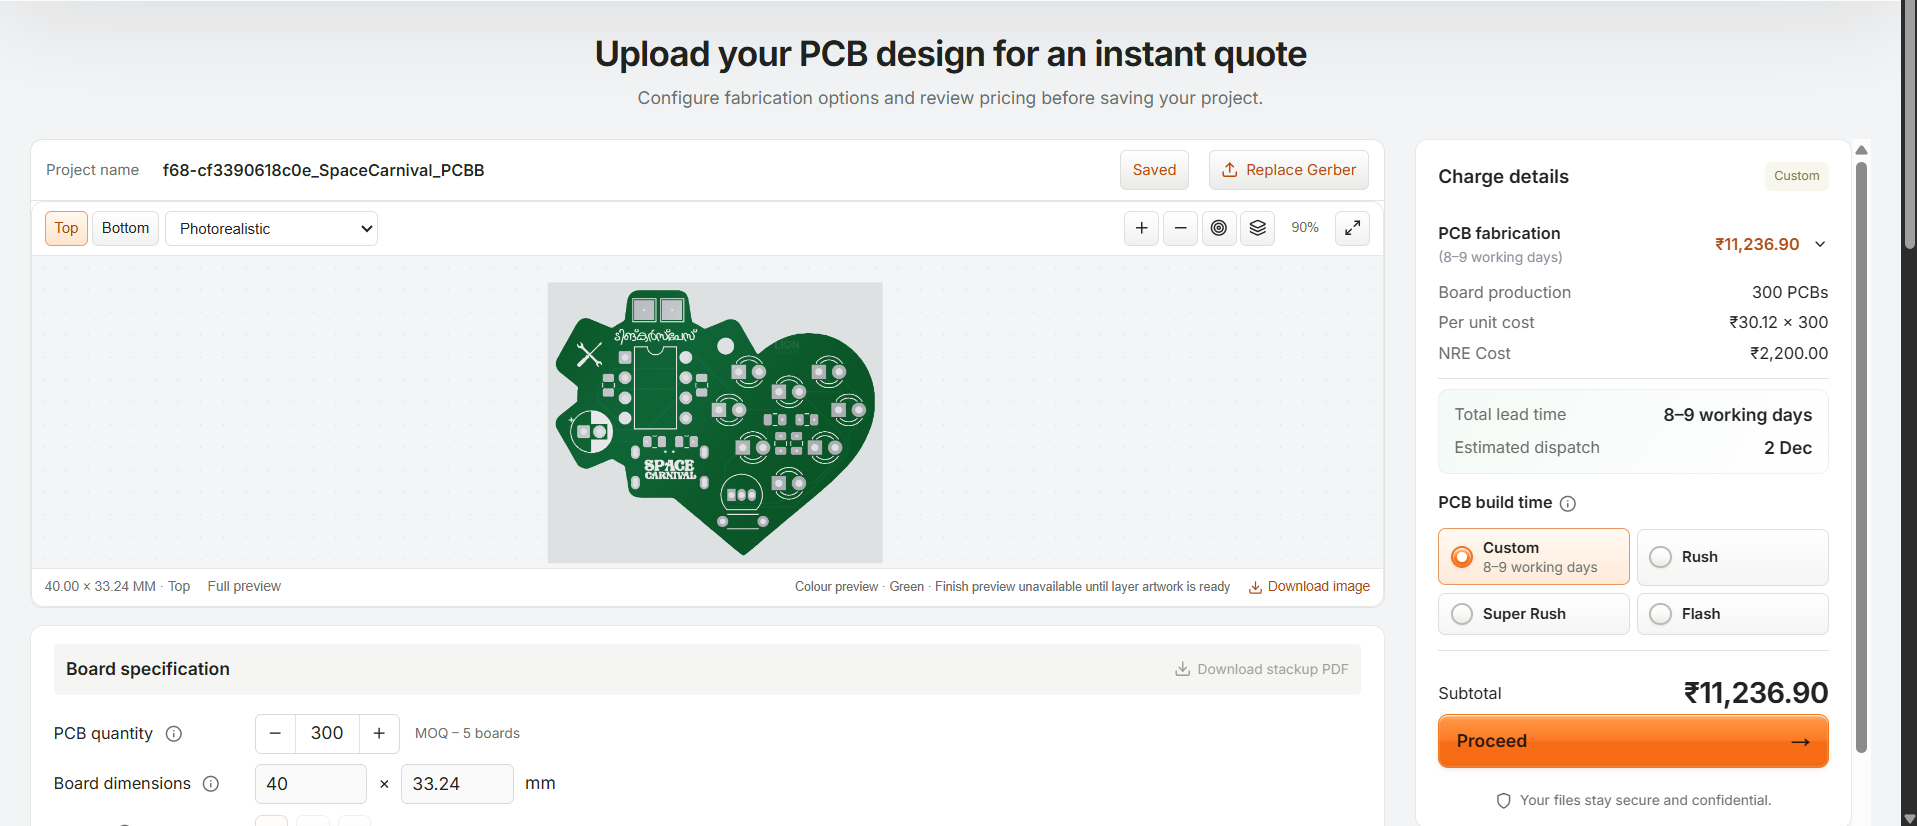 Upload your PCB design for an instant quote
Configure fabrication options and review pricing before saving your project.
Project name f68-cf3390618c0e_SpaceCarnival_PCBB Saved Replace Gerber
Top Bottom Photorealistic 90%
ടിങ്കർസ്പേസ്
LION
SPACE
CARNIVAL
40.00 × 33.24 MM · Top Full preview Colour preview · Green · Finish preview unavailable until layer artwork is ready Download image
Board specification Download stackup PDF
PCB quantity − 300 + MOQ – 5 boards
Board dimensions 40 × 33.24 mm
Charge details Custom
PCB fabrication ₹11,236.90
(8–9 working days)
Board production 300 PCBs
Per unit cost ₹30.12 × 300
NRE Cost ₹2,200.00
Total lead time 8–9 working days
Estimated dispatch 2 Dec
PCB build time
Custom
8–9 working days
Rush
Super Rush
Flash
Subtotal ₹11,236.90
Proceed →
Your files stay secure and confidential.